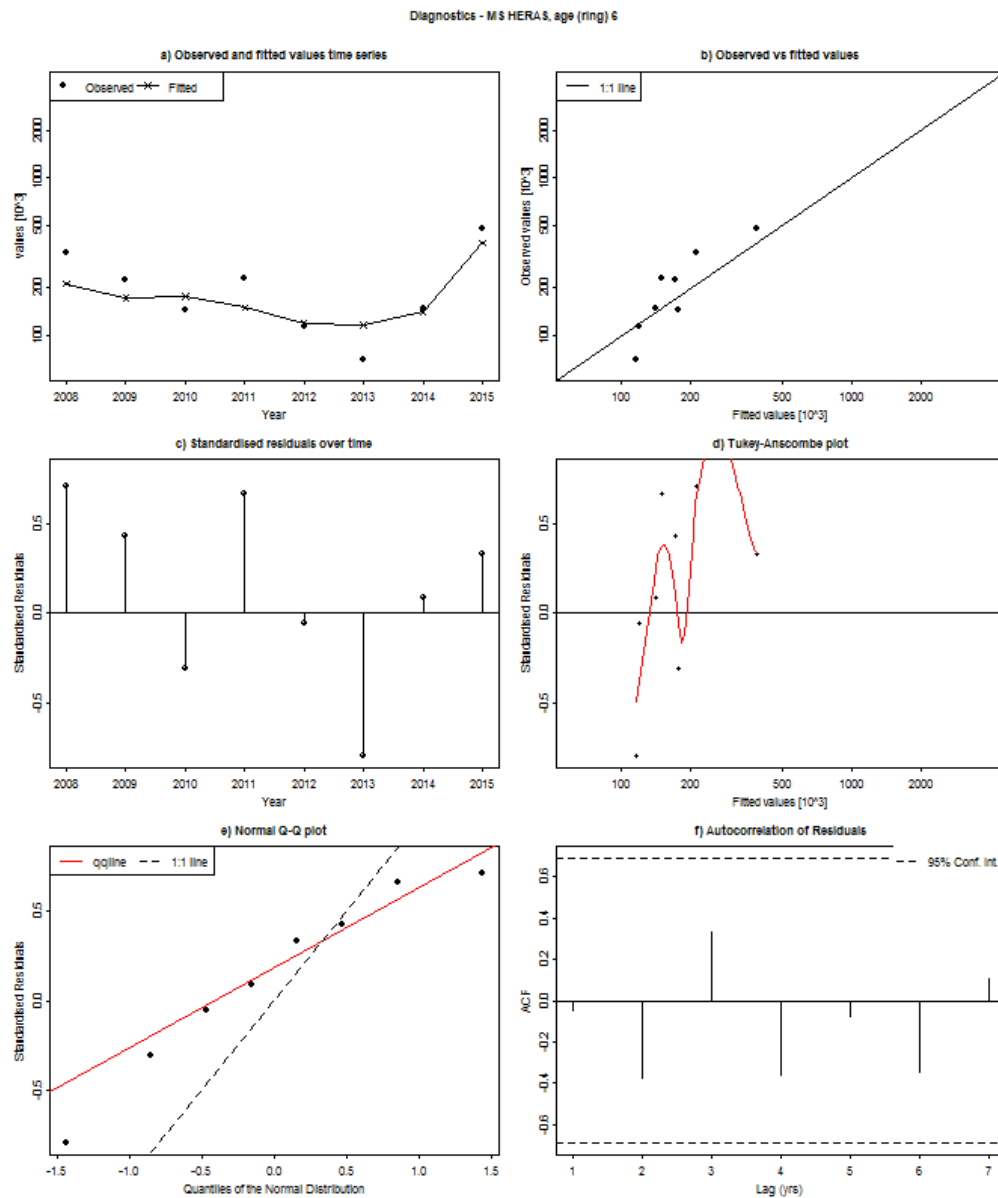 Diagnostics - MS HERAS, age (ring) 6
a) Observed and fitted values time series
Observed Fitted
values [10^3]
2000
1000
500
200
100
2008 2009 2010 2011 2012 2013 2014 2015
Year
b) Observed vs fitted values
1:1 line
Observed values [10^3]
2000
1000
500
200
100
100 200 500 1000 2000
Fitted values [10^3]
c) Standardised residuals over time
Standardised Residuals
0.5
0.0
-0.5
2008 2009 2010 2011 2012 2013 2014 2015
Year
d) Tukey-Anscombe plot
Standardised Residuals
0.5
0.0
-0.5
100 200 500 1000 2000
Fitted values [10^3]
e) Normal Q-Q plot
qqline 1:1 line
Standardised Residuals
0.5
0.0
-0.5
-1.5 -1.0 -0.5 0.0 0.5 1.0 1.5
Quantiles of the Normal Distribution
f) Autocorrelation of Residuals
95% Conf. Int.
ACF
0.6
0.4
0.2
0.0
-0.2
-0.4
-0.6
1 2 3 4 5 6 7
Lag (yrs)